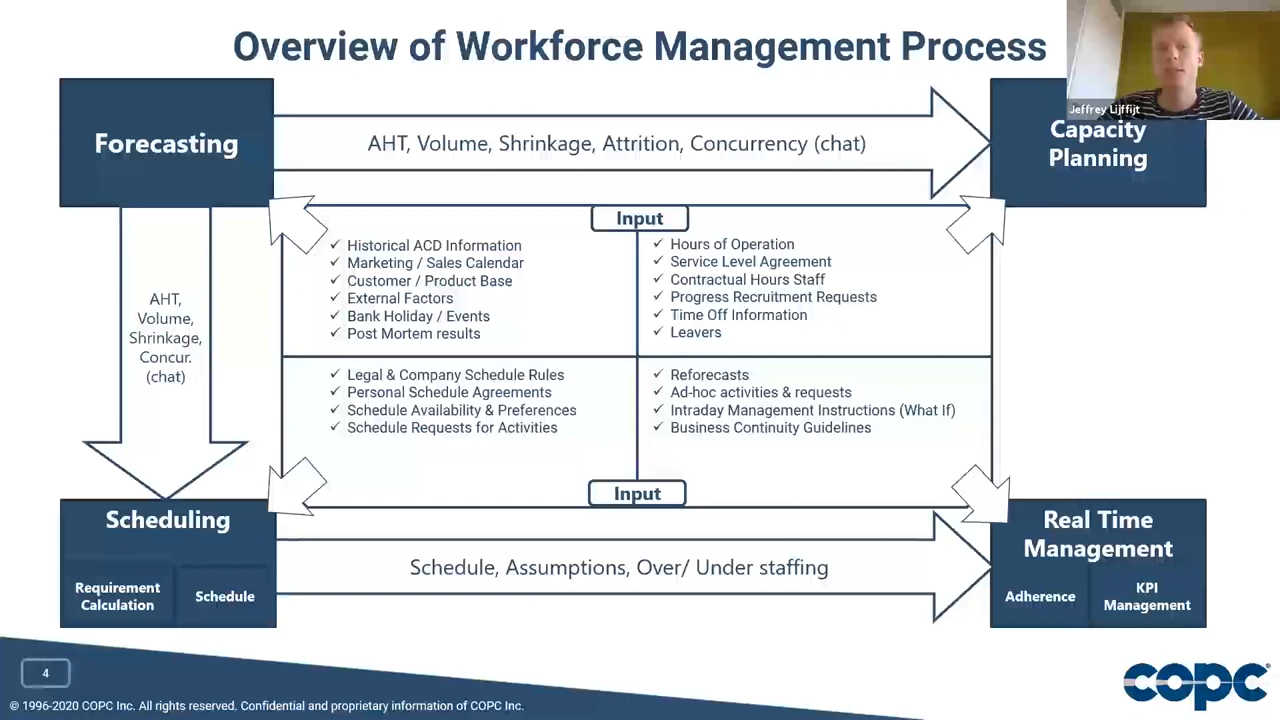 Overview of Workforce Management Process
Jeffrey Lijffijt
Forecasting
AHT, Volume, Shrinkage, Attrition, Concurrency (chat)
Capacity
Planning
Input
✓ Historical ACD Information
✓ Marketing / Sales Calendar
✓ Customer / Product Base
✓ External Factors
✓ Bank Holiday / Events
✓ Post Mortem results
✓ Hours of Operation
✓ Service Level Agreement
✓ Contractual Hours Staff
✓ Progress Recruitment Requests
✓ Time Off Information
✓ Leavers
AHT,
Volume,
Shrinkage,
Concur.
(chat)
✓ Legal & Company Schedule Rules
✓ Personal Schedule Agreements
✓ Schedule Availability & Preferences
✓ Schedule Requests for Activities
✓ Reforecasts
✓ Ad-hoc activities & requests
✓ Intraday Management Instructions (What If)
✓ Business Continuity Guidelines
Input
Scheduling
Requirement
Calculation
Schedule
Schedule, Assumptions, Over/ Under staffing
Real Time
Management
Adherence
KPI
Management
4
© 1996-2020 COPC Inc. All rights reserved. Confidential and proprietary information of COPC Inc.
copc®